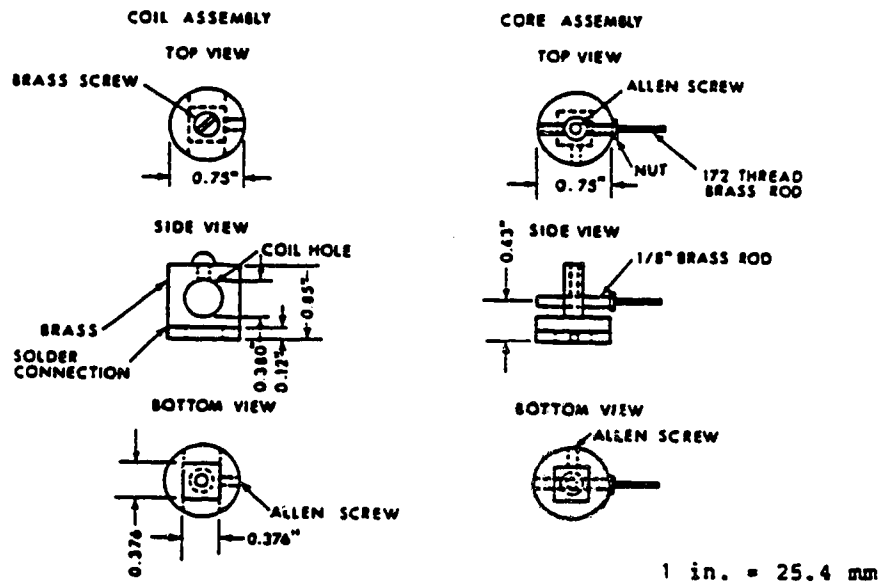 COIL ASSEMBLY
TOP VIEW
BRASS SCREW
0.75"
SIDE VIEW
COIL HOLE
BRASS
SOLDER
CONNECTION
0.380"
0.12"
0.85"
BOTTOM VIEW
0.376
0.376"
ALLEN SCREW
CORE ASSEMBLY
TOP VIEW
ALLEN SCREW
NUT
172 THREAD
BRASS ROD
0.75"
SIDE VIEW
0.43"
1/8" BRASS ROD
BOTTOM VIEW
ALLEN SCREW
1 in. = 25.4 mm